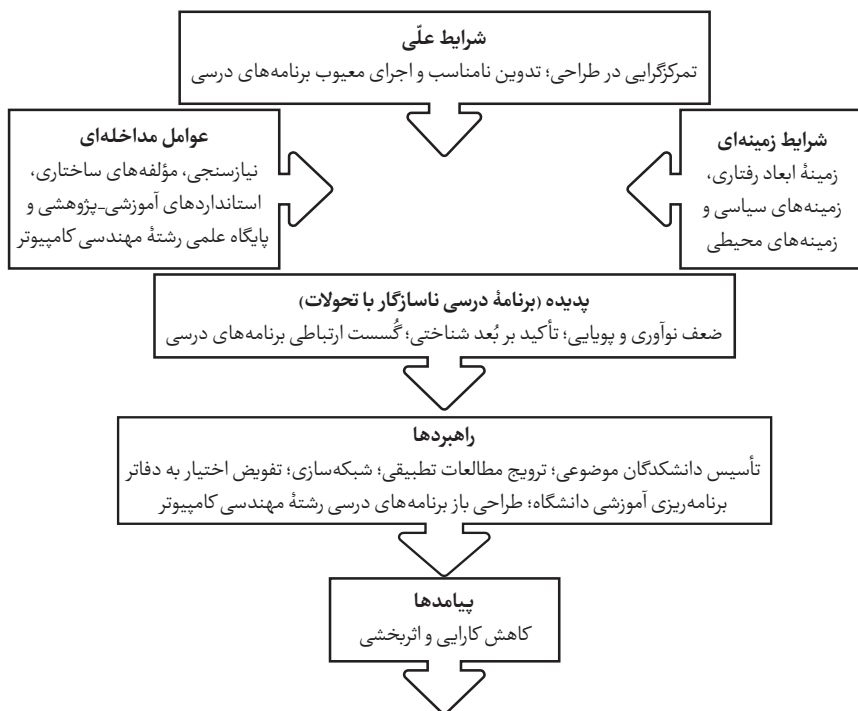 شرایط علّی
تمرکزگرایی در طراحی؛ تدوین نامناسب و اجرای معیوب برنامه‌های درسی
شرایط زمینه‌ای
زمینهٔ ابعاد رفتاری،
زمینه‌های سیاسی و
زمینه‌های محیطی
عوامل مداخله‌ای
نیازسنجی، مؤلفه‌های ساختاری،
استانداردهای آموزشی-پژوهشی و
پایگاه علمی رشتهٔ مهندسی کامپیوتر
پدیده (برنامهٔ درسی ناسازگار با تحولات)
ضعف نوآوری و پویایی؛ تأکید بر بُعد شناختی؛ گُسست ارتباطی برنامه‌های درسی
راهبردها
تأسیس دانشکدگان موضوعی؛ ترویج مطالعات تطبیقی؛ شبکه‌سازی؛ تفویض اختیار به دفاتر
برنامه‌ریزی آموزشی دانشگاه؛ طراحی باز برنامه‌های درسی رشتهٔ مهندسی کامپیوتر
پیامدها
کاهش کارایی و اثربخشی